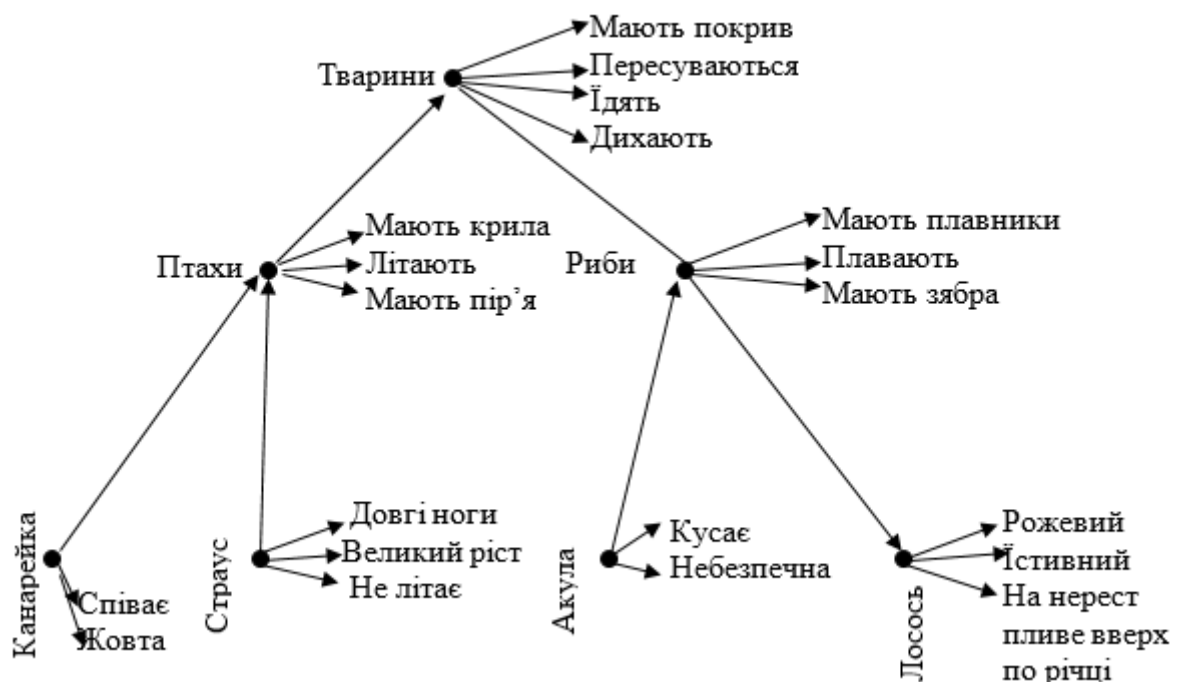 Тварини
Мають покрив
Пересуваються
Їдять
Дихають
Птахи
Мають крила
Літають
Мають пір’я
Риби
Мають плавники
Плавають
Мають зябра
Канарейка
Співає
Жовта
Страус
Довгі ноги
Великий ріст
Не літає
Акула
Кусає
Небезпечна
Лосось
Рожевий
Їстивний
На нерест
пливе вверх
по річці